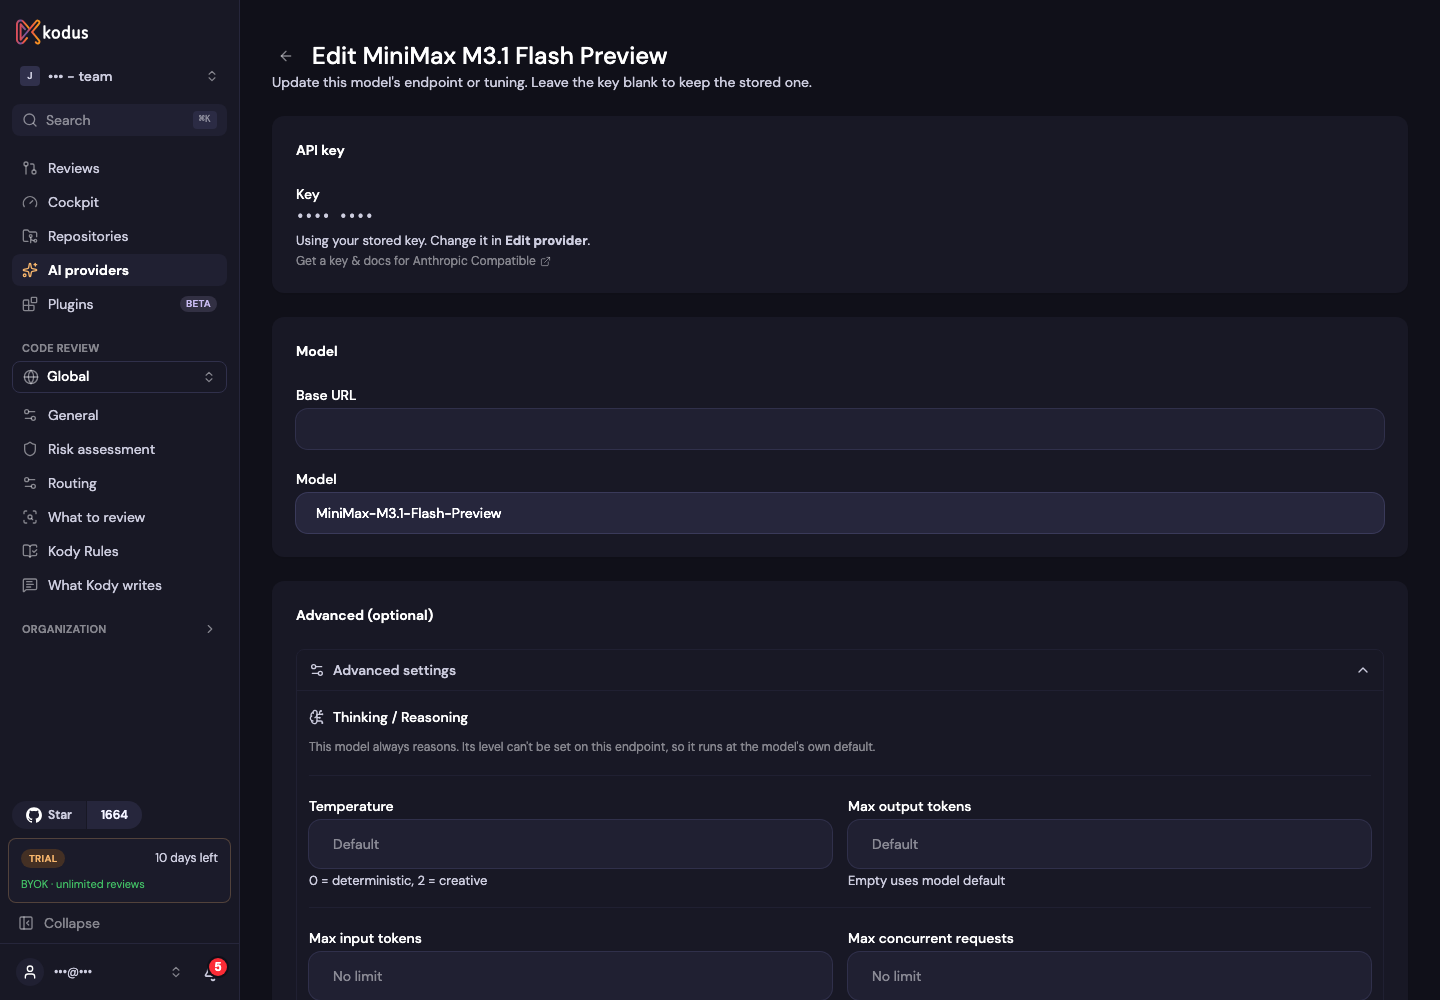 kodus
J ••• - team
Search ⌘K
Reviews
Cockpit
Repositories
AI providers
Plugins BETA
CODE REVIEW
Global
General
Risk assessment
Routing
What to review
Kody Rules
What Kody writes
ORGANIZATION
Star 1664
TRIAL 10 days left
BYOK · unlimited reviews
Collapse
•••@••• 5
Edit MiniMax M3.1 Flash Preview
Update this model's endpoint or tuning. Leave the key blank to keep the stored one.
API key
Key
•••• ••••
Using your stored key. Change it in Edit provider.
Get a key & docs for Anthropic Compatible
Model
Base URL
Model
MiniMax-M3.1-Flash-Preview
Advanced (optional)
Advanced settings
Thinking / Reasoning
This model always reasons. Its level can't be set on this endpoint, so it runs at the model's own default.
Temperature Max output tokens
Default Default
0 = deterministic, 2 = creative Empty uses model default
Max input tokens Max concurrent requests
No limit No limit